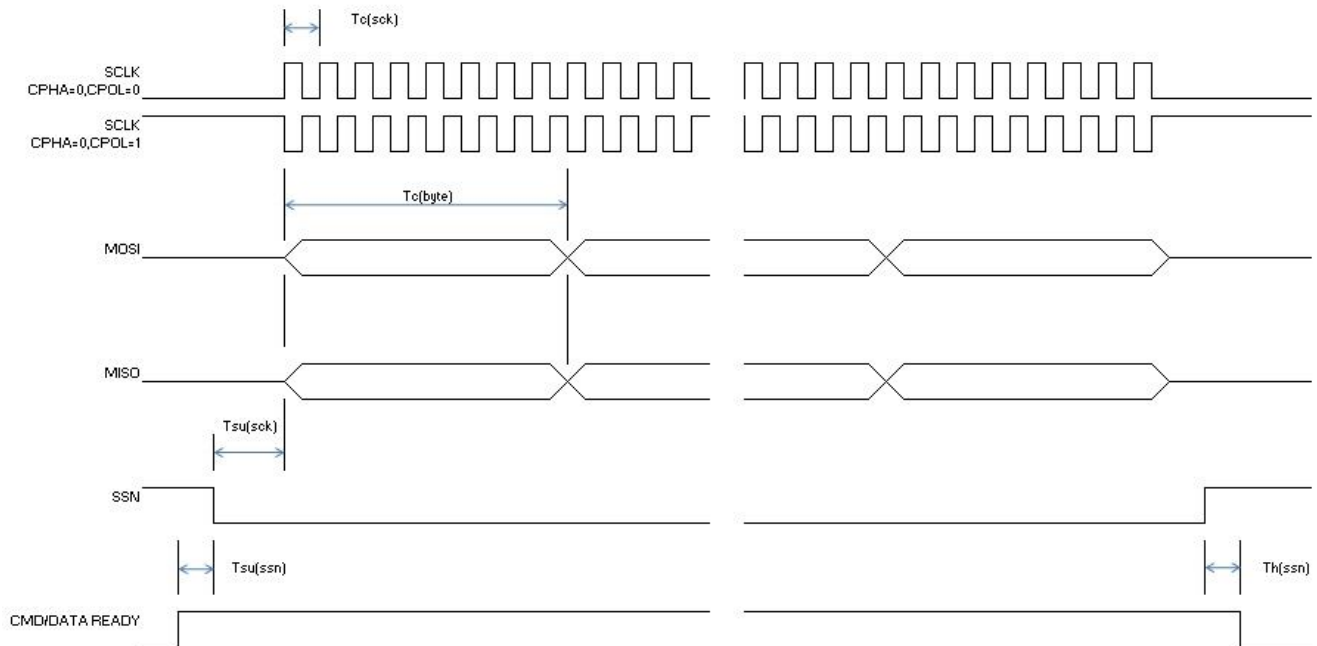 Tc(sck)
SCLK
CPHA=0,CPOL=0
SCLK
CPHA=0,CPOL=1
Tc(byte)
MOSI
MISO
Tsu(sck)
SSN
Tsu(ssn)
Th(ssn)
CMD/DATA READY